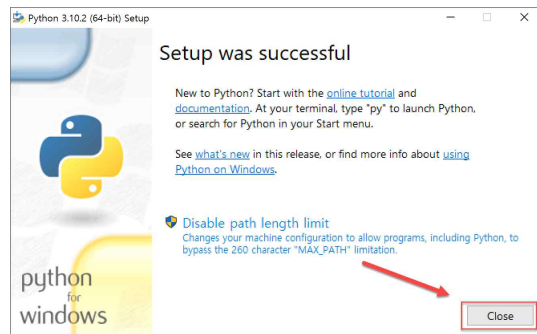 Python 3.10.2 (64-bit) Setup
Setup was successful
New to Python? Start with the online tutorial and
documentation. At your terminal, type "py" to launch Python,
or search for Python in your Start menu.
See what's new in this release, or find more info about using
Python on Windows.
Disable path length limit
Changes your machine configuration to allow programs, including Python, to
bypass the 260 character "MAX_PATH" limitation.
python
for
windows
Close